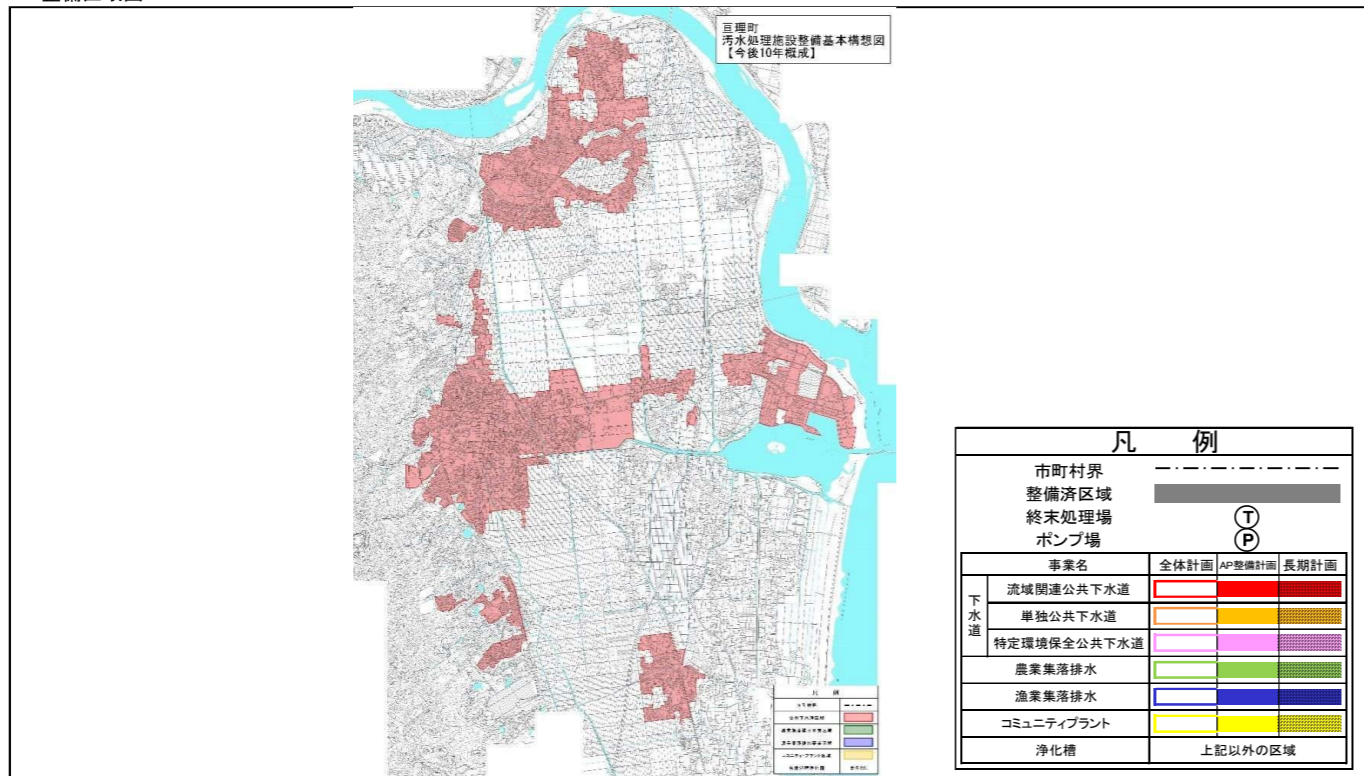 亘理町
汚水処理施設整備基本構想図
【今後10年概成】
凡 例
市町村界
整備済区域
終末処理場 T
ポンプ場 P
事業名 全体計画 AP整備計画 長期計画
下水道
流域関連公共下水道
単独公共下水道
特定環境保全公共下水道
農業集落排水
漁業集落排水
コミュニティプラント
浄化槽 上記以外の区域
凡 例